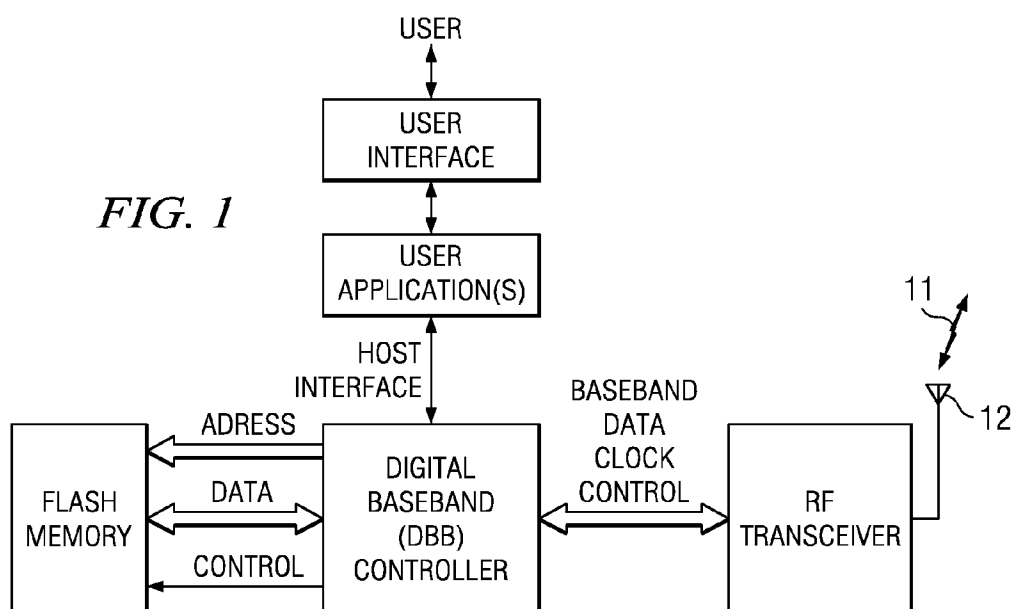 USER
USER
INTERFACE
FIG. 1
USER
APPLICATION(S)
HOST
INTERFACE
11
12
ADRESS
DATA
CONTROL
FLASH
MEMORY
DIGITAL
BASEBAND
(DBB)
CONTROLLER
BASEBAND
DATA
CLOCK
CONTROL
RF
TRANSCEIVER